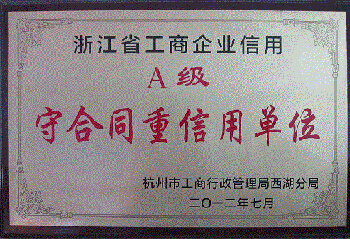 浙江省工商企业信用
A级
守合同重信用单位
杭州市工商行政管理局西湖分局
二〇一二年七月